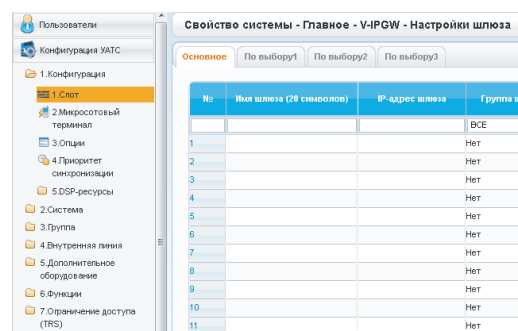 Пользователи
Конфигурация УАТС
1.Конфигурация
1.Слот
2.Микросотовый
терминал
3.Опции
4.Приоритет
синхронизации
5.DSP-ресурсы
2.Система
3.Группа
4.Внутренняя линия
5.Дополнительное
оборудование
6.Функции
7.Ограничение доступа
(TRS)
Свойство системы - Главное - V-IPGW - Настройки шлюза
Основное По выбору1 По выбору2 По выбору3
№ Имя шлюза (20 символов) IP-адрес шлюза Группа
ВСЕ
1 Нет
2 Нет
3 Нет
4 Нет
5 Нет
6 Нет
7 Нет
8 Нет
9 Нет
10 Нет
11 Нет